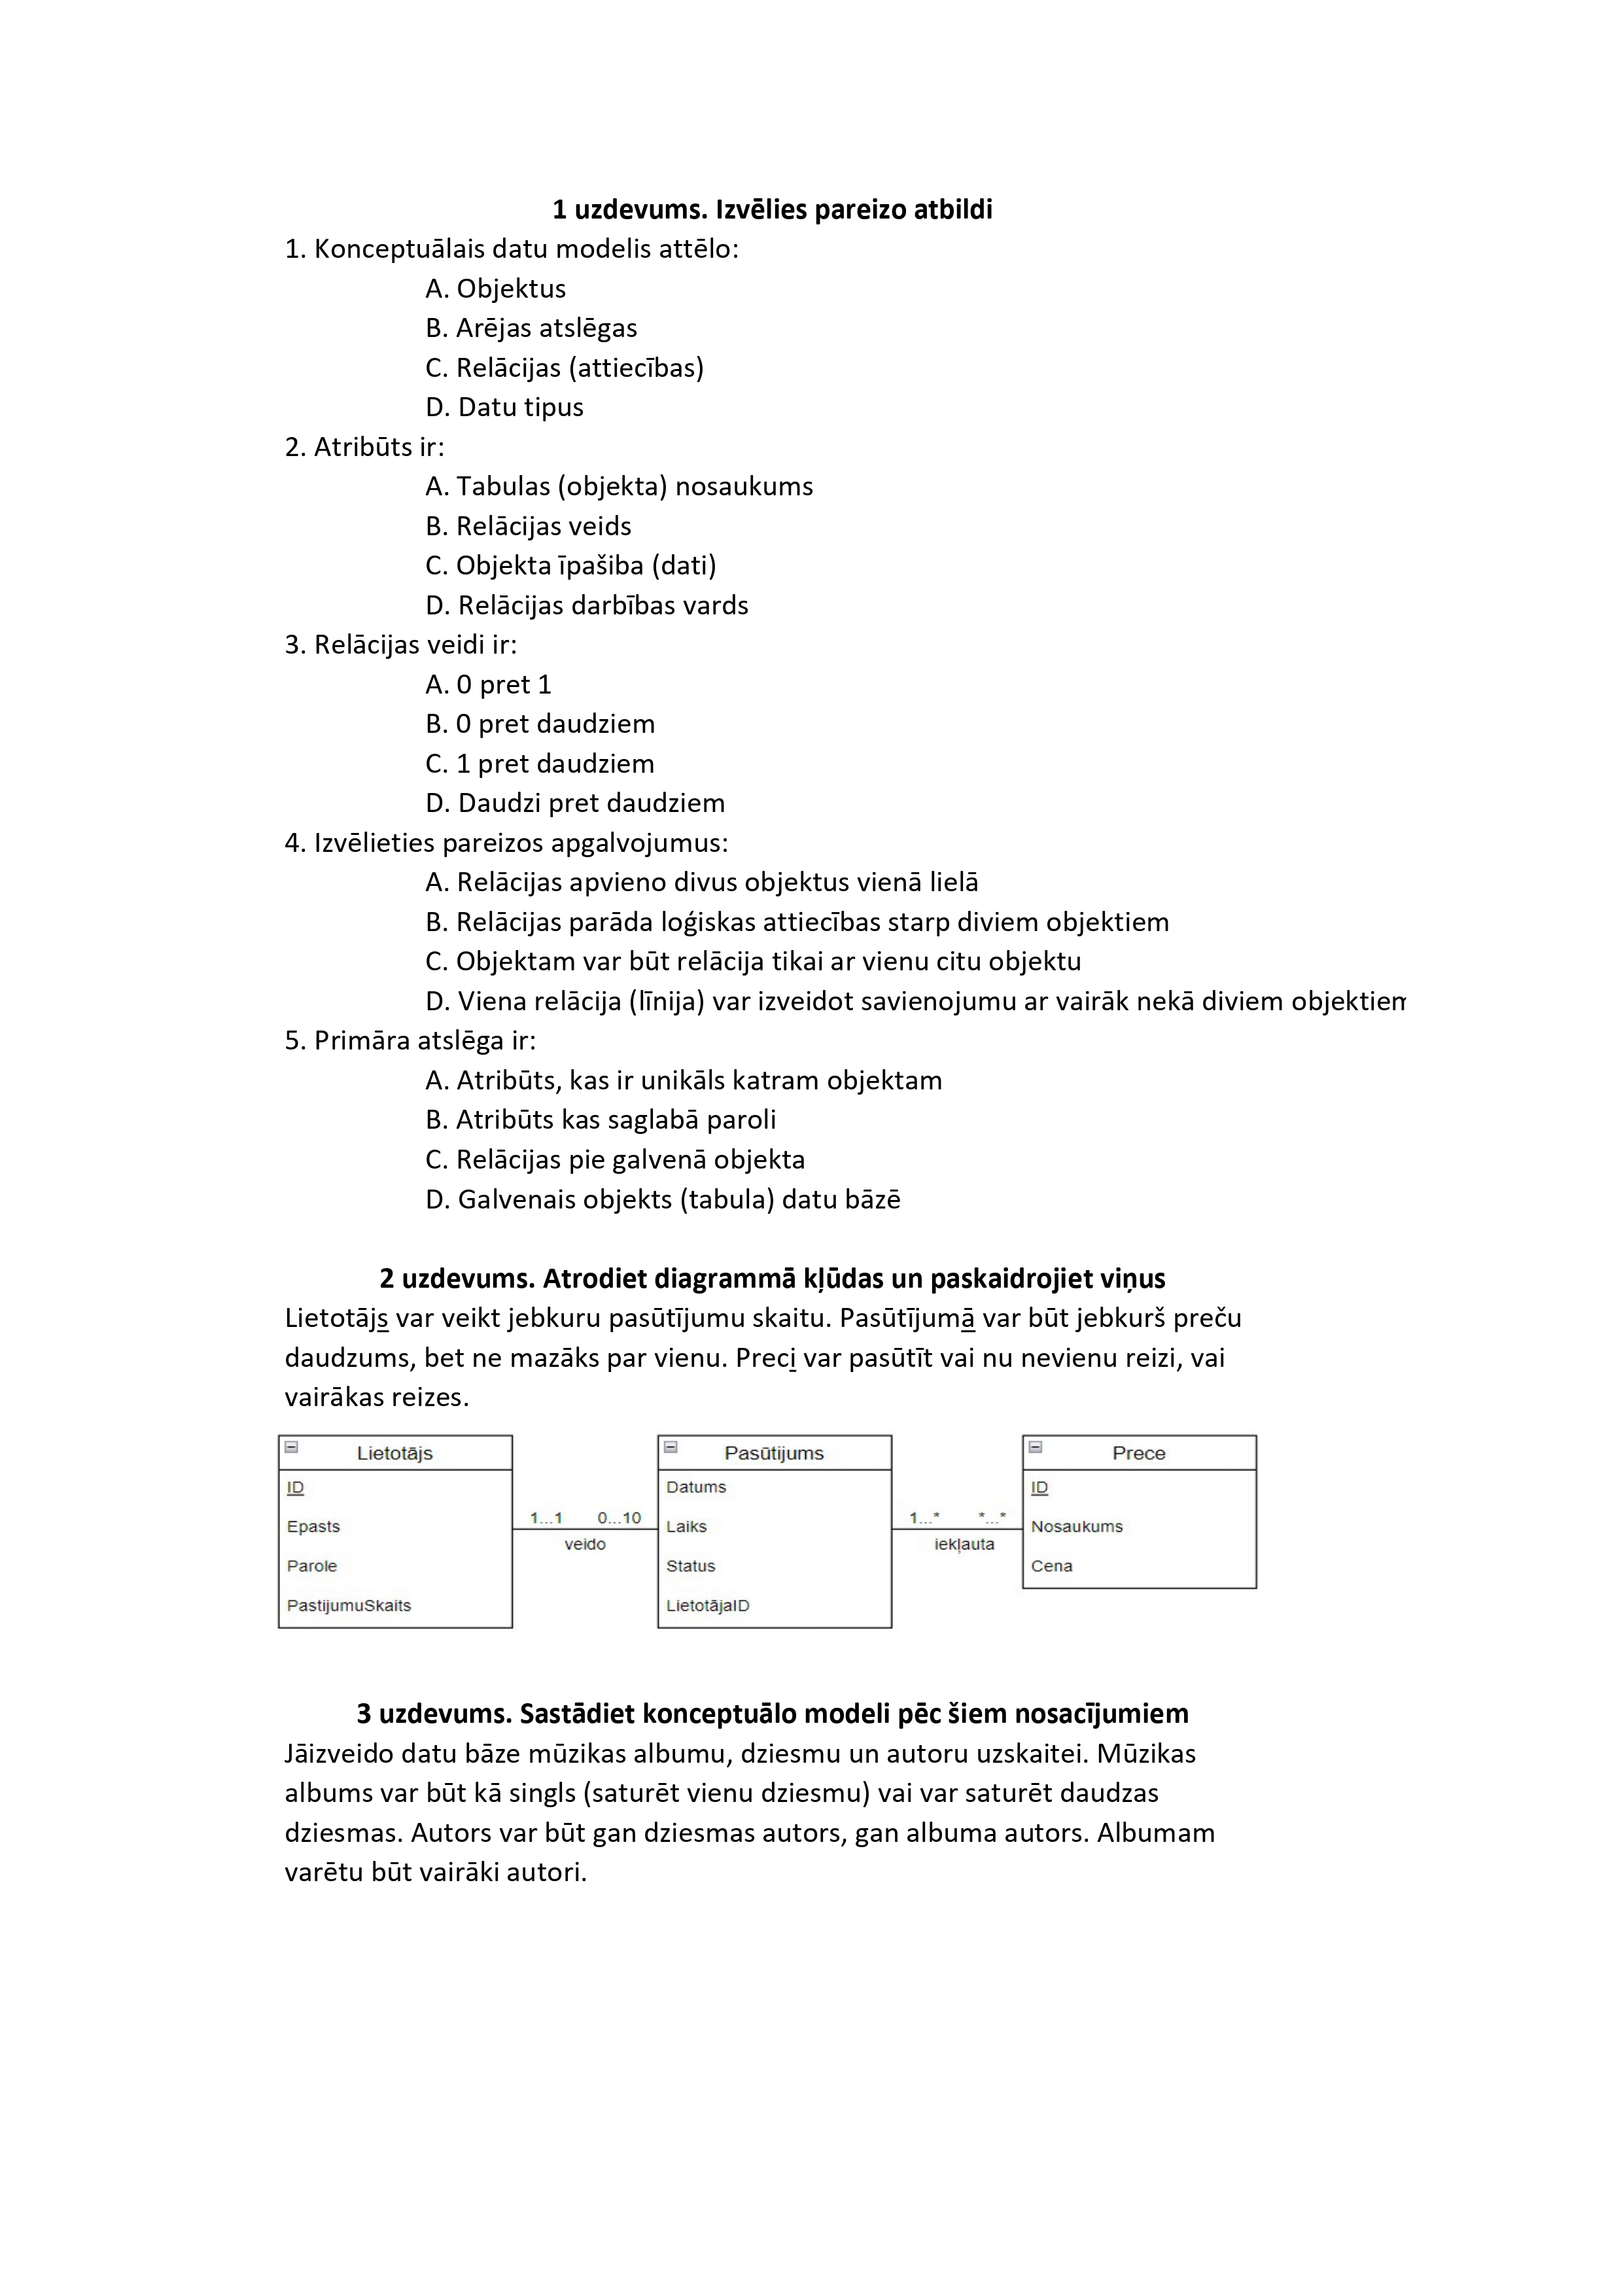 1 uzdevums. Izvēlies pareizo atbildi
1. Konceptuālais datu modelis attēlo:
A. Objektus
B. Arējas atslēgas
C. Relācijas (attiecības)
D. Datu tipus
2. Atribūts ir:
A. Tabulas (objekta) nosaukums
B. Relācijas veids
C. Objekta īpašiba (dati)
D. Relācijas darbības vards
3. Relācijas veidi ir:
A. 0 pret 1
B. 0 pret daudziem
C. 1 pret daudziem
D. Daudzi pret daudziem
4. Izvēlieties pareizos apgalvojumus:
A. Relācijas apvieno divus objektus vienā lielā
B. Relācijas parāda loģiskas attiecības starp diviem objektiem
C. Objektam var būt relācija tikai ar vienu citu objektu
D. Viena relācija (līnija) var izveidot savienojumu ar vairāk nekā diviem objektiem
5. Primāra atslēga ir:
A. Atribūts, kas ir unikāls katram objektam
B. Atribūts kas saglabā paroli
C. Relācijas pie galvenā objekta
D. Galvenais objekts (tabula) datu bāzē
2 uzdevums. Atrodiet diagrammā kļūdas un paskaidrojiet viņus
Lietotājs var veikt jebkuru pasūtījumu skaitu. Pasūtījumā var būt jebkurš preču
daudzums, bet ne mazāks par vienu. Preci var pasūtīt vai nu nevienu reizi, vai
vairākas reizes.
Lietotājs
ID
Epasts
Parole
PastijumuSkaits
1...1 0...10
veido
Pasūtijums
Datums
Laiks
Status
LietotājaID
1...* *...*
iekļauta
Prece
ID
Nosaukums
Cena
3 uzdevums. Sastādiet konceptuālo modeli pēc šiem nosacījumiem
Jāizveido datu bāze mūzikas albumu, dziesmu un autoru uzskaitei. Mūzikas
albums var būt kā singls (saturēt vienu dziesmu) vai var saturēt daudzas
dziesmas. Autors var būt gan dziesmas autors, gan albuma autors. Albumam
varētu būt vairāki autori.